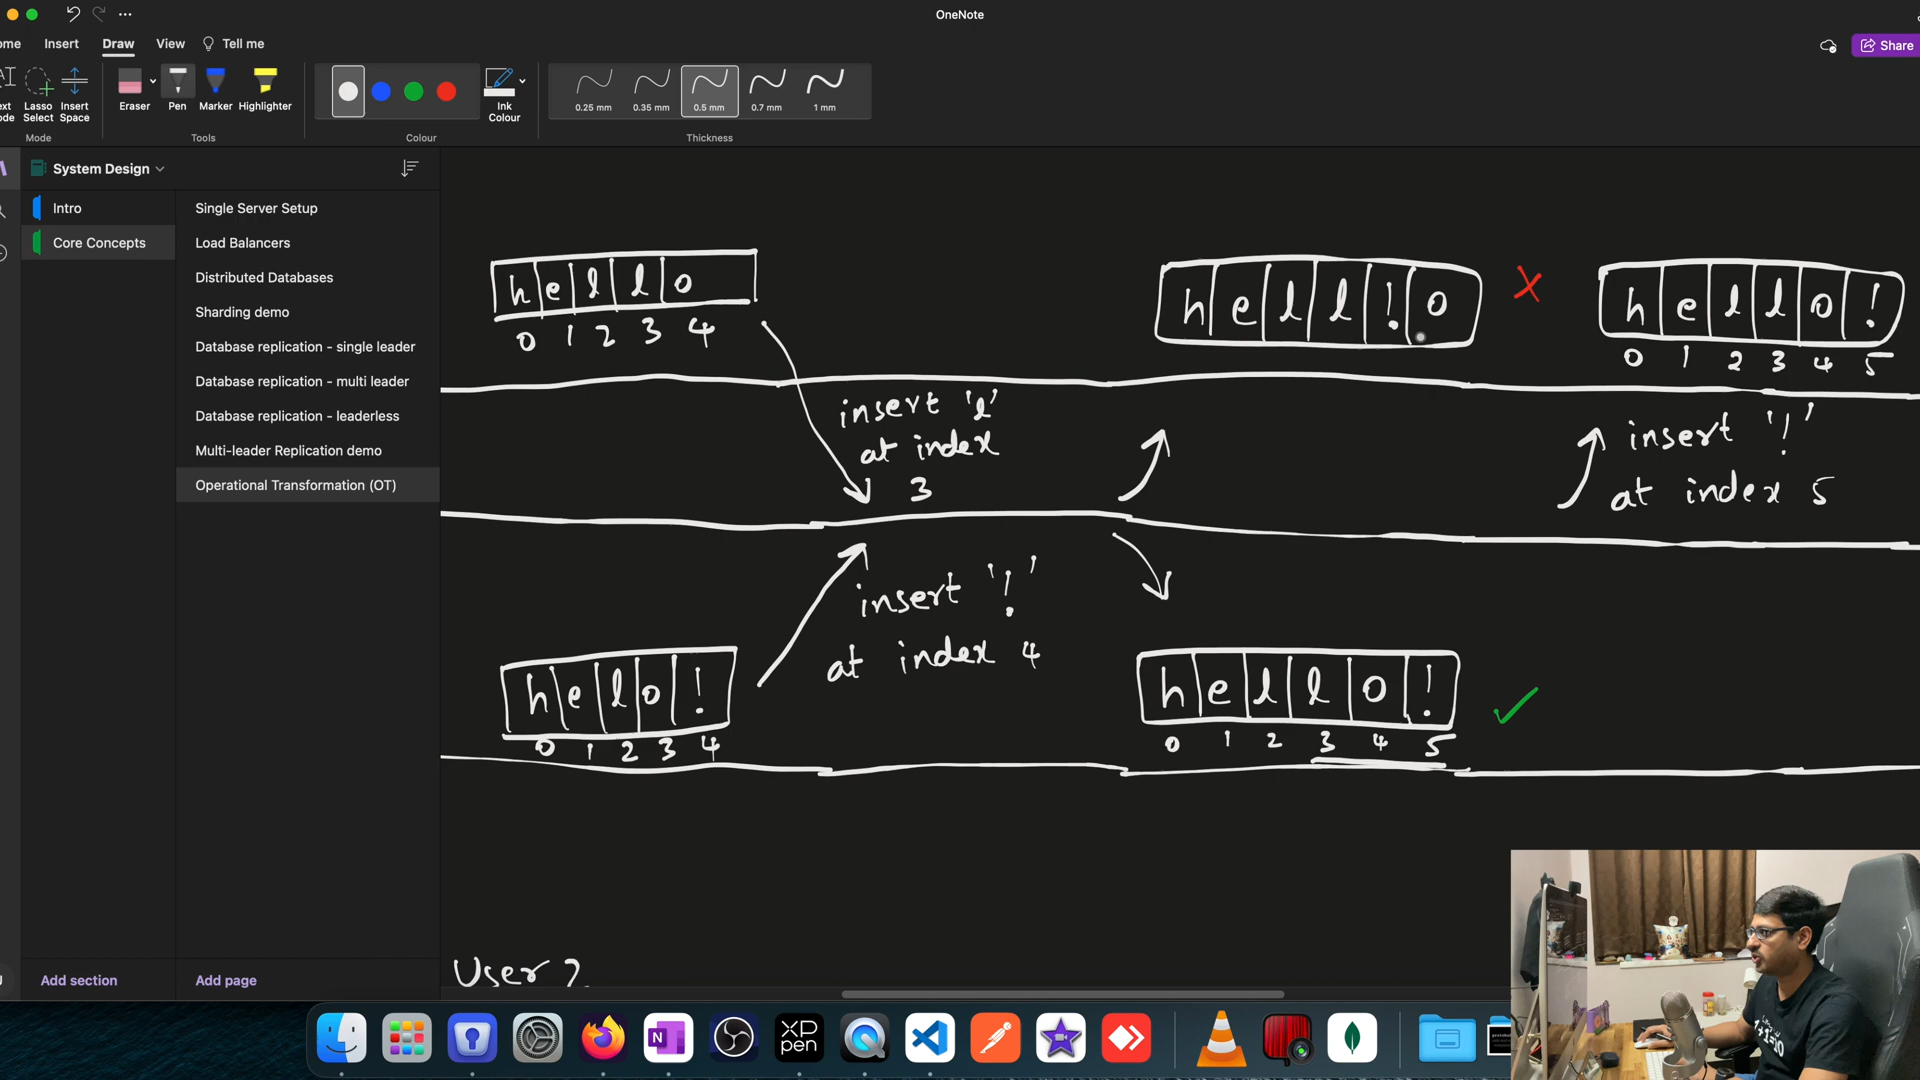 OneNote
ome Insert Draw View Tell me
Share
Eraser Pen Marker Highlighter
Lasso Select
Insert Space
Ink Colour
0.25 mm 0.35 mm 0.5 mm 0.7 mm 1 mm
Mode Tools Colour Thickness
System Design
Intro
Core Concepts
Single Server Setup
Load Balancers
Distributed Databases
Sharding demo
Database replication - single leader
Database replication - multi leader
Database replication - leaderless
Multi-leader Replication demo
Operational Transformation (OT)
Add section
Add page
h e l l o
0 1 2 3 4
h e l l ! o X
h e l l o !
0 1 2 3 4 5
insert 'l'
at index
3
insert '!'
at index 5
insert '!'
at index 4
h e l o !
0 1 2 3 4
h e l l o ! ✓
0 1 2 3 4 5
User 2
N
XP
pen
1+1=10